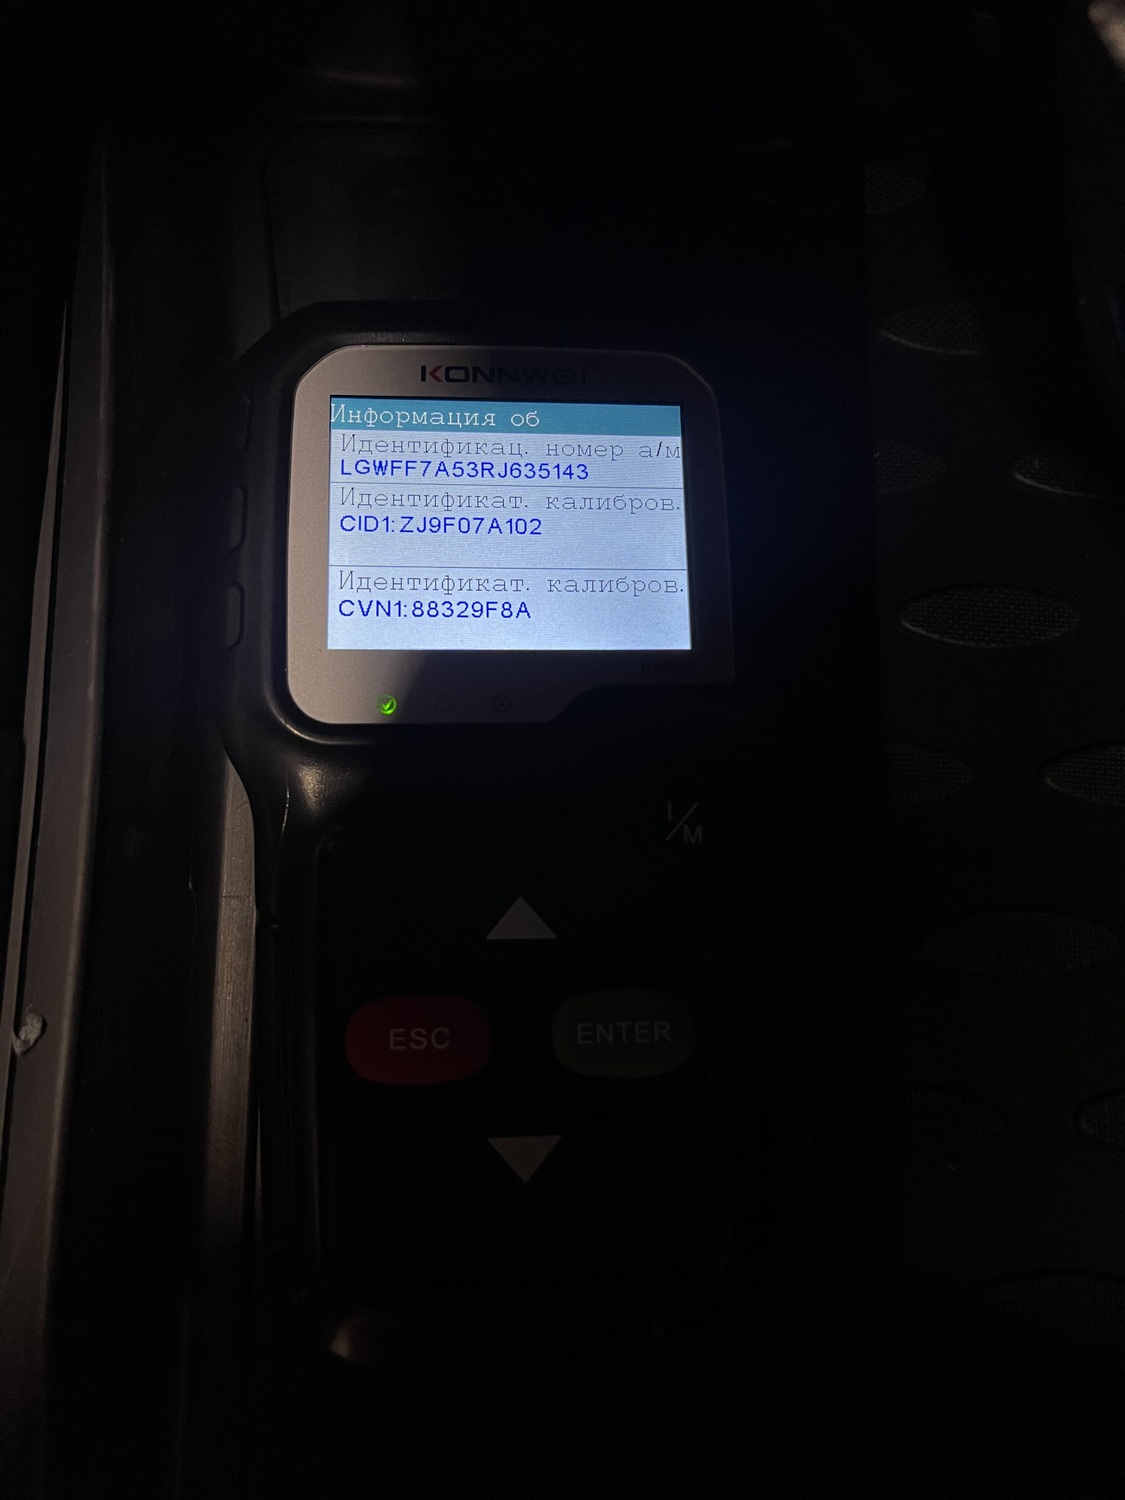 KONNWEI
Информация об
Идентификац. номер а/м
LGWFF7A53RJ635143
Идентификат. калибров.
CID1:ZJ9F07A102
Идентификат. калибров.
CVN1:88329F8A
I/M
ESC
ENTER